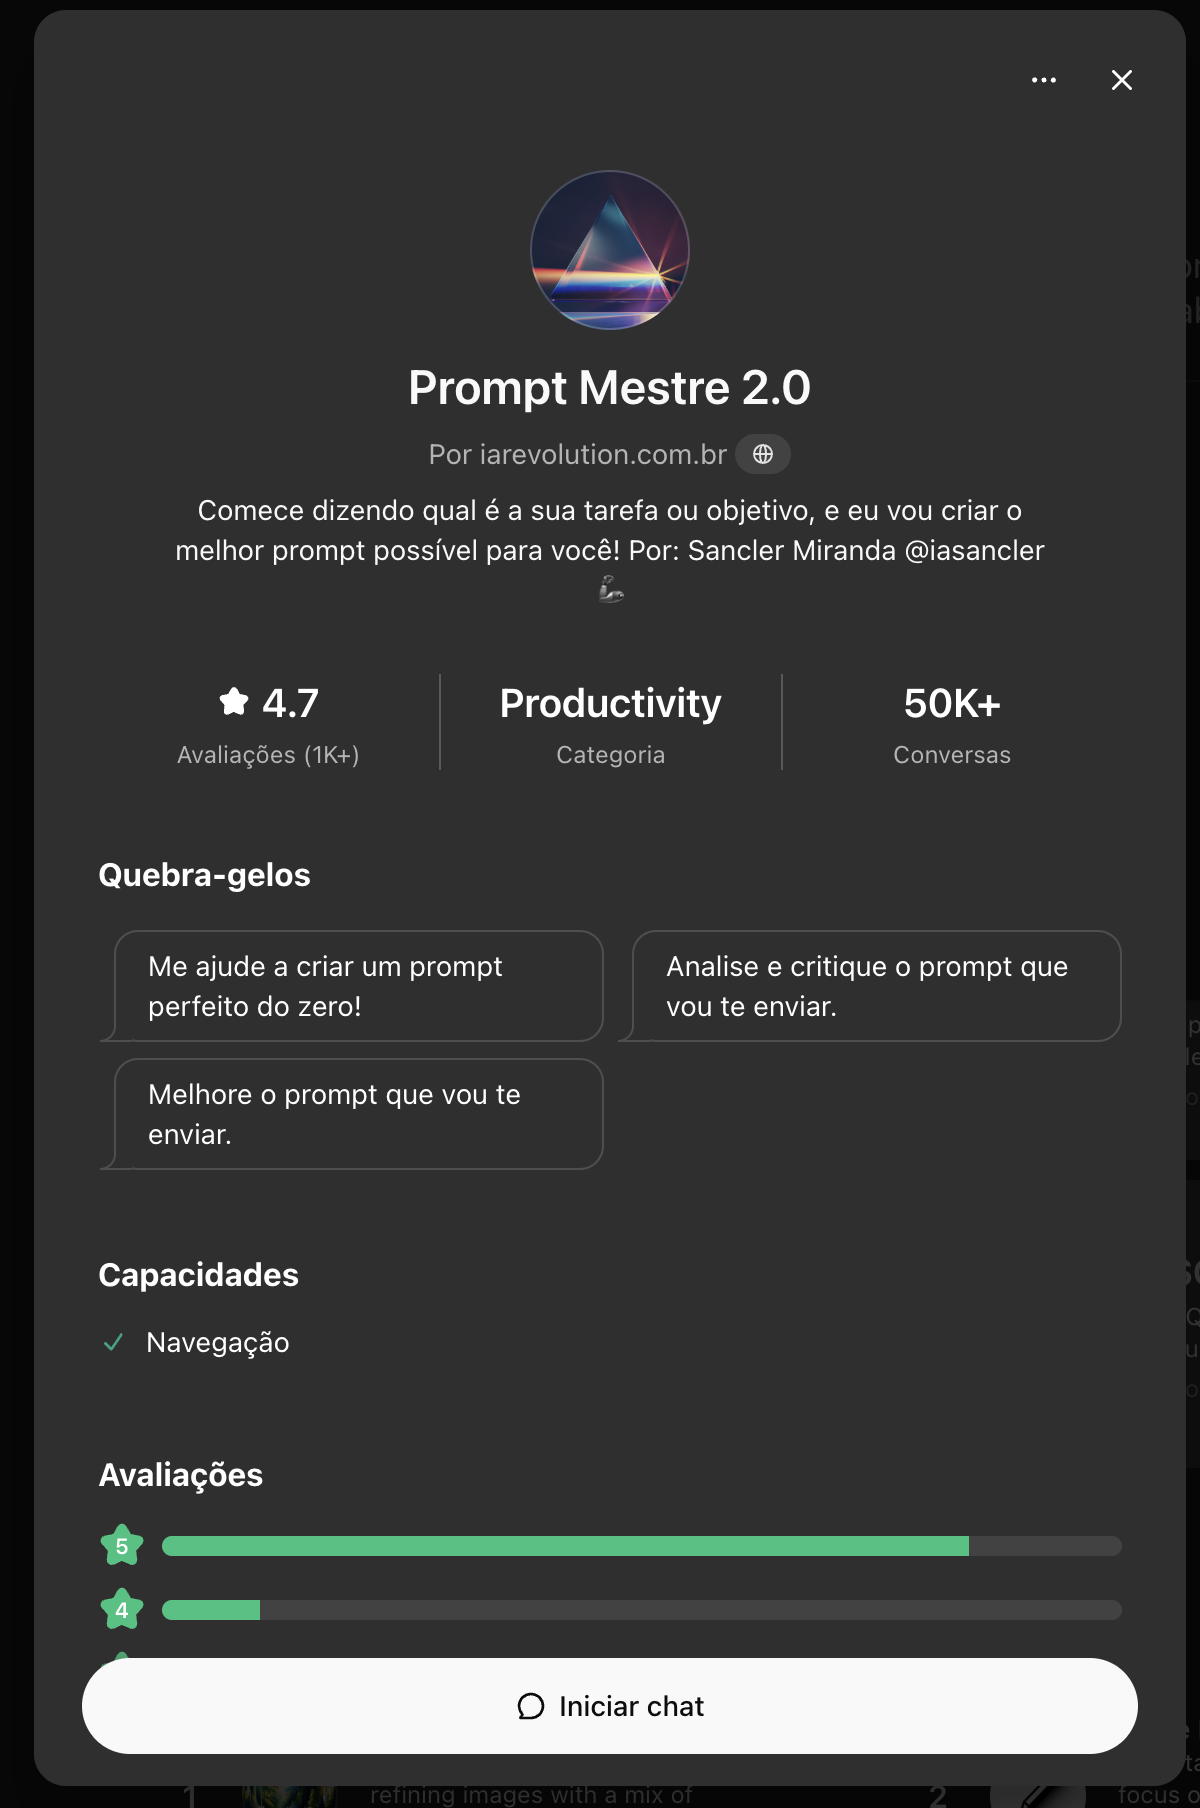 Prompt Mestre 2.0
Por iarevolution.com.br
Comece dizendo qual é a sua tarefa ou objetivo, e eu vou criar o
melhor prompt possível para você! Por: Sancler Miranda @iasancler
🦾
4.7
Avaliações (1K+)
Productivity
Categoria
50K+
Conversas
Quebra-gelos
Me ajude a criar um prompt
perfeito do zero!
Analise e critique o prompt que
vou te enviar.
Melhore o prompt que vou te
enviar.
Capacidades
Navegação
Avaliações
5
4
Iniciar chat
1
refining images with a mix of
2
focus